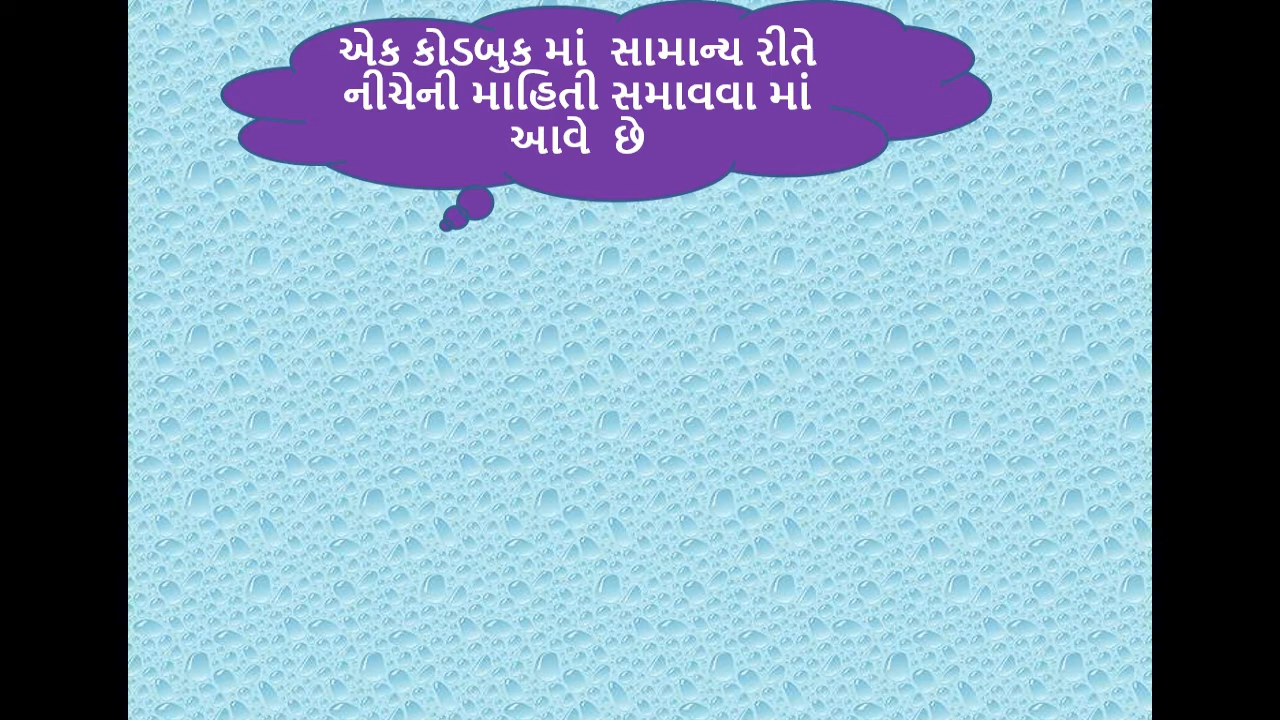 એક કોડબુક માં  સામાન્ય રીતે
નીચેની માહિતી સમાવવા માં
આવે  છે